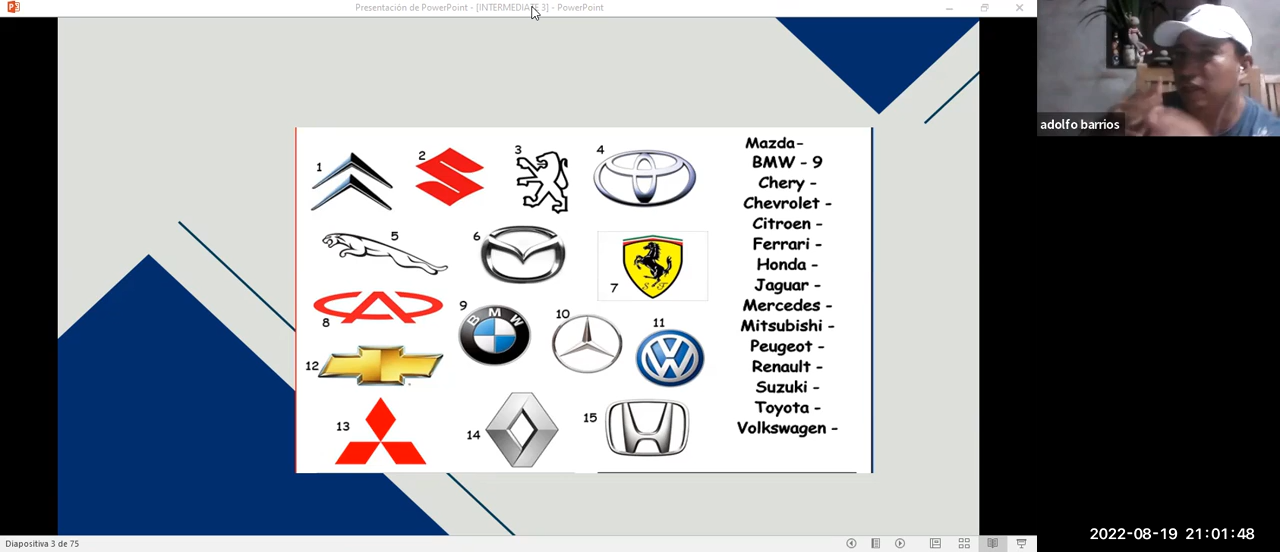 Presentación de PowerPoint - [INTERMEDIATE 3] - PowerPoint
adolfo barrios
1
2
3
4
5
6
7
S F
8
9
BMW
10
11
12
13
14
15
Mazda-
BMW - 9
Chery -
Chevrolet -
Citroen -
Ferrari -
Honda -
Jaguar -
Mercedes -
Mitsubishi -
Peugeot -
Renault -
Suzuki -
Toyota -
Volkswagen -
Diapositiva 3 de 75
2022-08-19 21:01:48